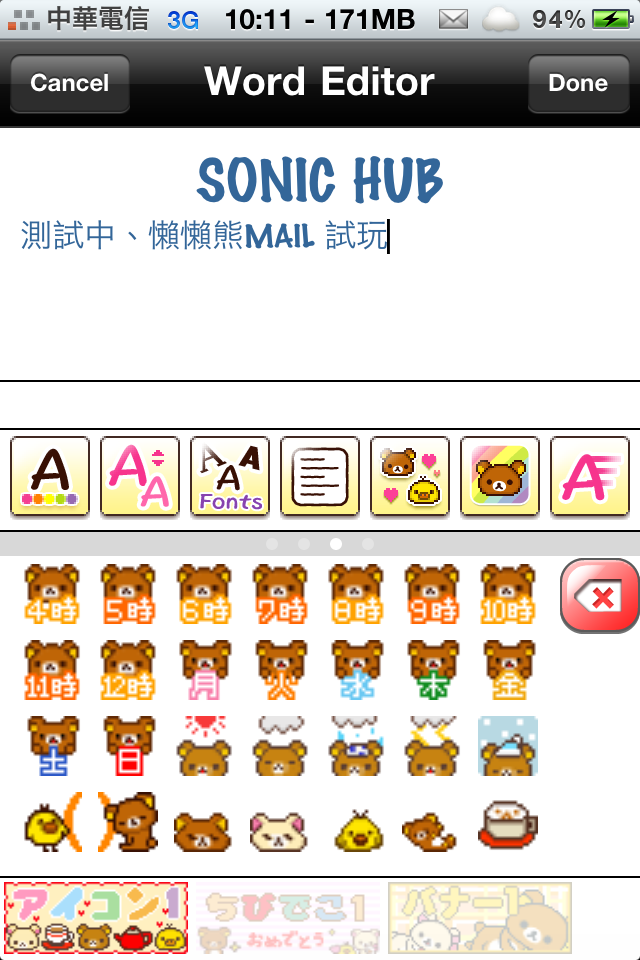 中華電信 3G 10:11 - 171MB 94%
Cancel Word Editor Done
SONIC HUB
測試中、懶懶熊MAIL 試玩
A A A A A A Fonts A
4時 5時 6時 7時 8時 9時 10時
11時 12時 月 火 水 木 金
土 日
アイコン1 ちびでこ1 バナー1
おめでとう